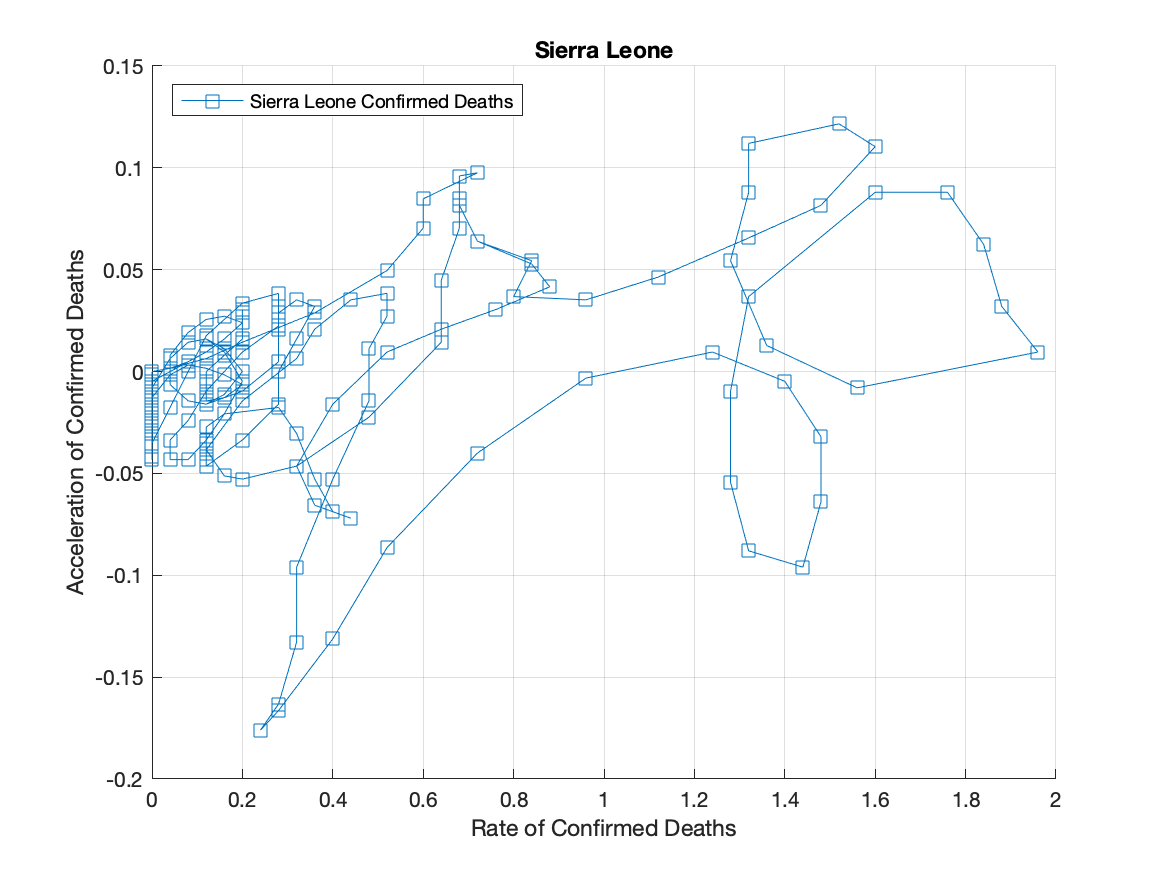 Sierra Leone
0.15
Sierra Leone Confirmed Deaths
0.1
0.05
0
-0.05
-0.1
-0.15
-0.2
Acceleration of Confirmed Deaths
0 0.2 0.4 0.6 0.8 1 1.2 1.4 1.6 1.8 2
Rate of Confirmed Deaths